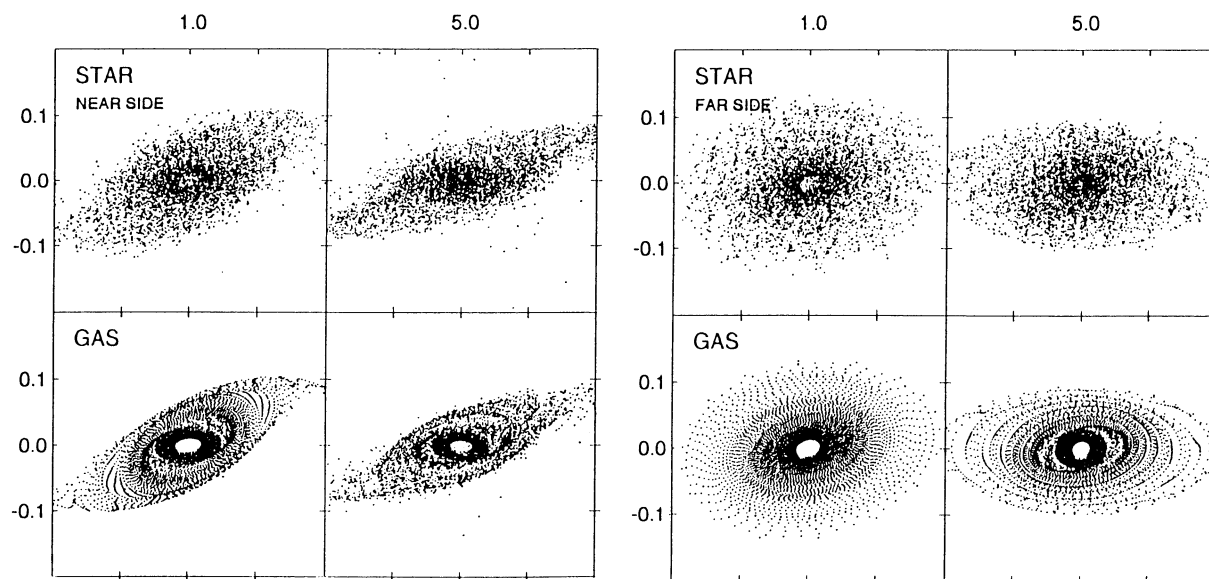 1.0 5.0 1.0 5.0
STAR STAR
NEAR SIDE FAR SIDE
0.1 0.1
0.0 0.0
-0.1 -0.1
GAS GAS
0.1 0.1
0.0 0.0
-0.1 -0.1